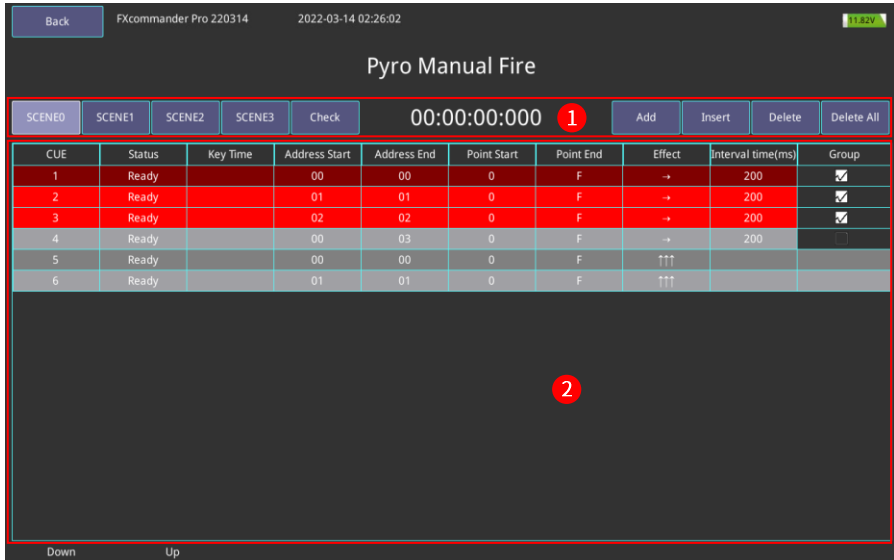 Back FXcommander Pro 220314 2022-03-14 02:26:02 11.82V
Pyro Manual Fire
SCENE0 SCENE1 SCENE2 SCENE3 Check 00:00:00:000 1 Add Insert Delete Delete All
CUE Status Key Time Address Start Address End Point Start Point End Effect Interval time(ms) Group
1 Ready 00 00 0 F → 200
2 Ready 01 01 0 F → 200
3 Ready 02 02 0 F → 200
4 Ready 00 03 0 F → 200
5 Ready 00 00 0 F ↑↑↑
6 Ready 01 01 0 F ↑↑↑
2
Down Up